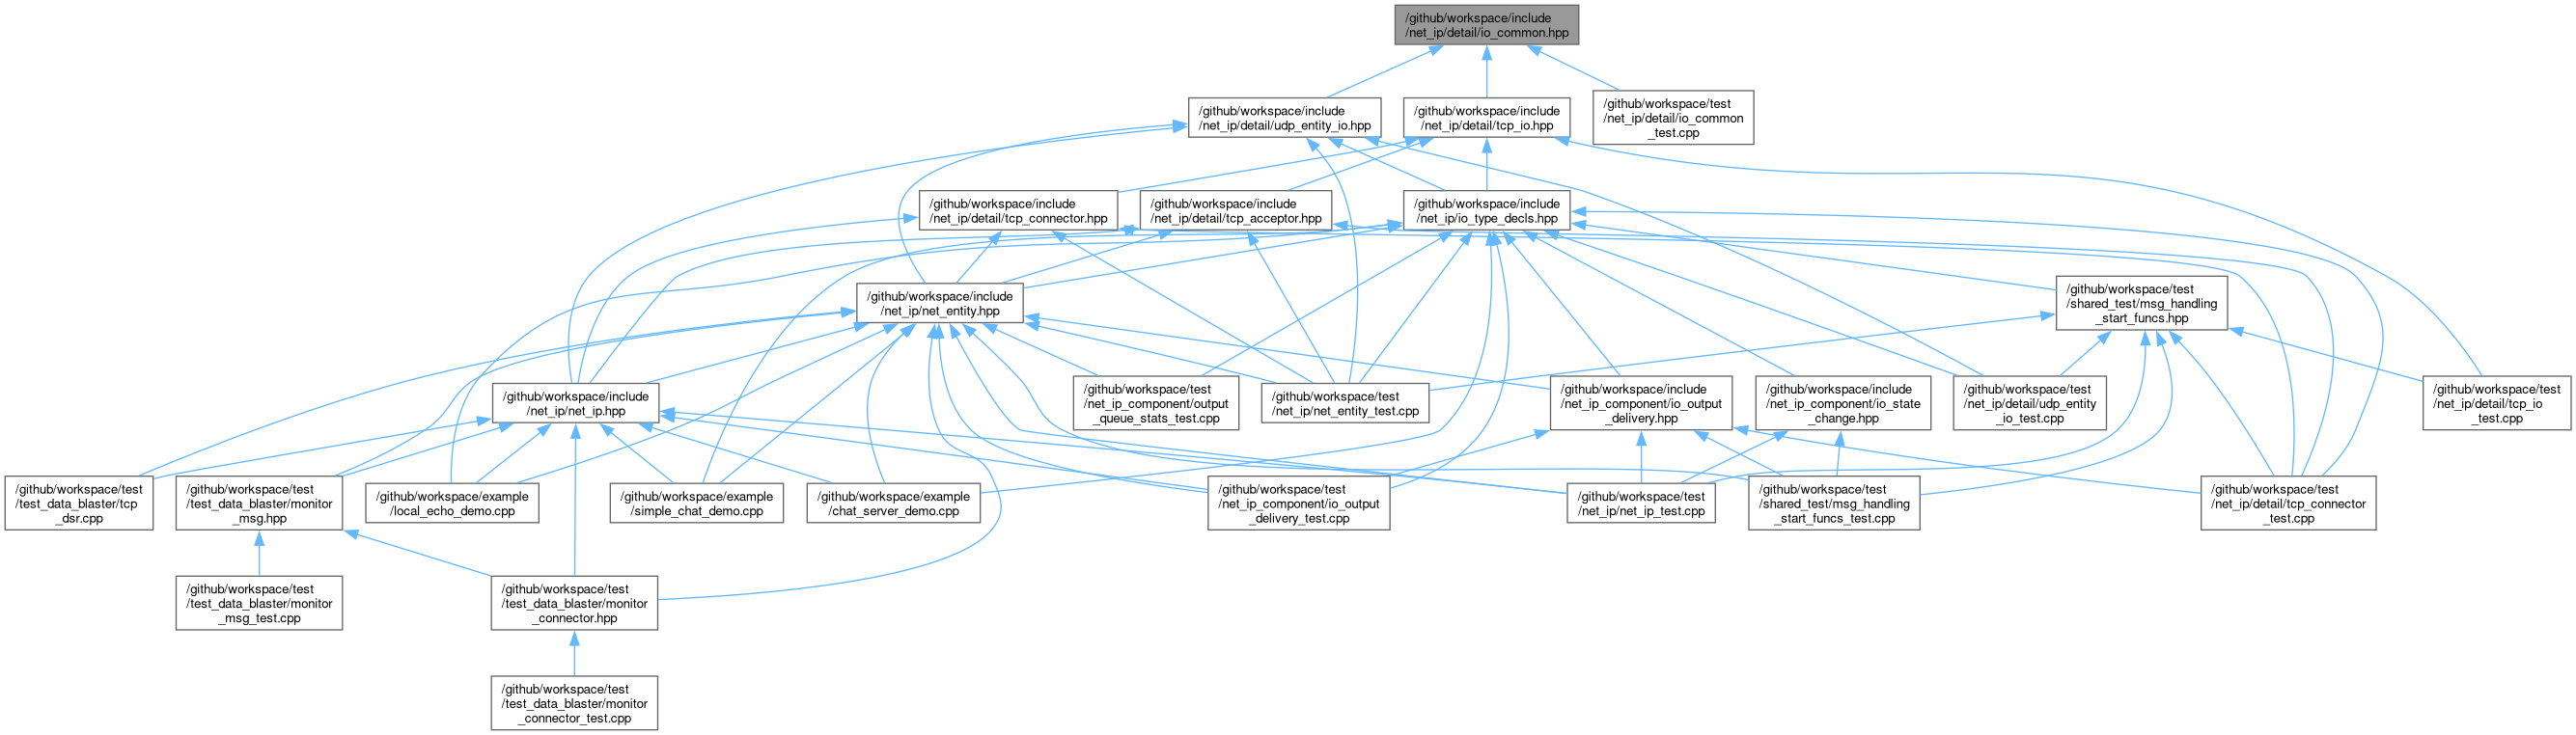 /github/workspace/include
/net_ip/detail/io_common.hpp
/github/workspace/include
/net_ip/detail/udp_entity_io.hpp
/github/workspace/include
/net_ip/detail/tcp_io.hpp
/github/workspace/test
/net_ip/detail/io_common
_test.cpp
/github/workspace/include
/net_ip/detail/tcp_connector.hpp
/github/workspace/include
/net_ip/detail/tcp_acceptor.hpp
/github/workspace/include
/net_ip/io_type_decls.hpp
/github/workspace/include
/net_ip/net_entity.hpp
/github/workspace/test
/shared_test/msg_handling
_start_funcs.hpp
/github/workspace/include
/net_ip/net_ip.hpp
/github/workspace/test
/net_ip_component/output
_queue_stats_test.cpp
/github/workspace/test
/net_ip/net_entity_test.cpp
/github/workspace/include
/net_ip_component/io_output
_delivery.hpp
/github/workspace/include
/net_ip_component/io_state
_change.hpp
/github/workspace/test
/net_ip/detail/udp_entity
_io_test.cpp
/github/workspace/test
/net_ip/detail/tcp_io
_test.cpp
/github/workspace/test
/test_data_blaster/tcp
_dsr.cpp
/github/workspace/test
/test_data_blaster/monitor
_msg.hpp
/github/workspace/example
/local_echo_demo.cpp
/github/workspace/example
/simple_chat_demo.cpp
/github/workspace/example
/chat_server_demo.cpp
/github/workspace/test
/net_ip_component/io_output
_delivery_test.cpp
/github/workspace/test
/net_ip/net_ip_test.cpp
/github/workspace/test
/shared_test/msg_handling
_start_funcs_test.cpp
/github/workspace/test
/net_ip/detail/tcp_connector
_test.cpp
/github/workspace/test
/test_data_blaster/monitor
_msg_test.cpp
/github/workspace/test
/test_data_blaster/monitor
_connector.hpp
/github/workspace/test
/test_data_blaster/monitor
_connector_test.cpp